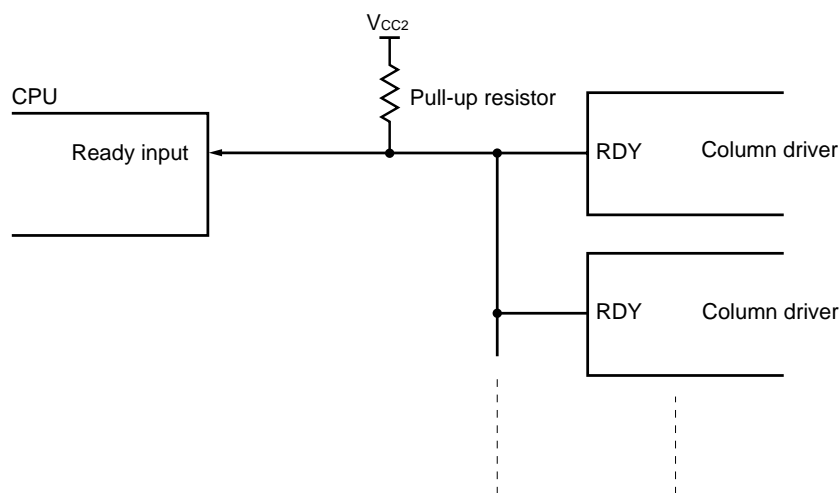 VCC2
CPU
Pull-up resistor
Ready input
RDY
Column driver
RDY
Column driver